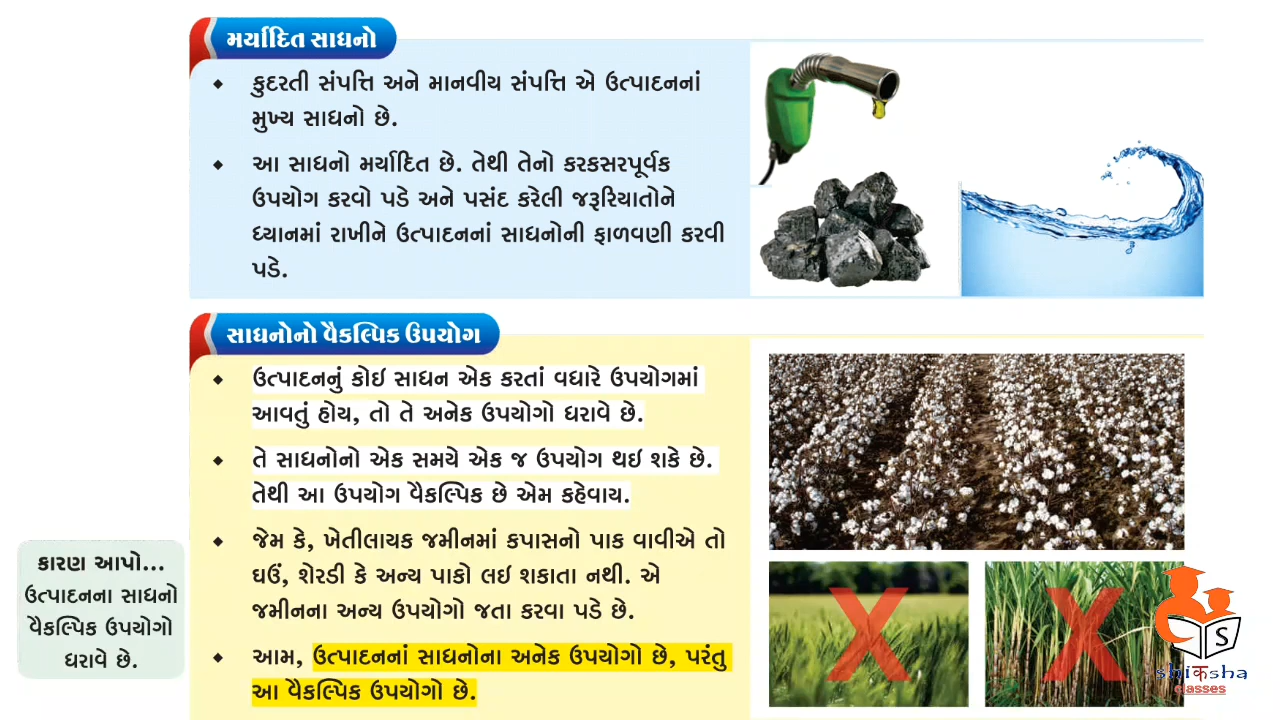 મર્યાદિત સાધનો
◆ કુદરતી સંપત્તિ અને માનવીય સંપત્તિ એ ઉત્પાદનનાં
મુખ્ય સાધનો છે.
◆ આ સાધનો મર્યાદિત છે. તેથી તેનો કરકસરપૂર્વક
ઉપયોગ કરવો પડે અને પસંદ કરેલી જરૂરિયાતોને
ધ્યાનમાં રાખીને ઉત્પાદનનાં સાધનોની ફાળવણી કરવી
પડે.
સાધનોનો વૈકલ્પિક ઉપયોગ
◆ ઉત્પાદનનું કોઇ સાધન એક કરતાં વધારે ઉપયોગમાં
આવતું હોય, તો તે અનેક ઉપયોગો ધરાવે છે.
◆ તે સાધનોનો એક સમયે એક જ ઉપયોગ થઇ શકે છે.
તેથી આ ઉપયોગ વૈકલ્પિક છે એમ કહેવાય.
◆ જેમ કે, ખેતીલાયક જમીનમાં કપાસનો પાક વાવીએ તો
ઘઉં, શેરડી કે અન્ય પાકો લઇ શકાતા નથી. એ
જમીનના અન્ય ઉપયોગો જતા કરવા પડે છે.
◆ આમ, ઉત્પાદનનાં સાધનોના અનેક ઉપયોગો છે, પરંતુ
આ વૈકલ્પિક ઉપયોગો છે.
કારણ આપો...
ઉત્પાદનના સાધનો
વૈકલ્પિક ઉપયોગો
ધરાવે છે.
X X
S
shiकsha
classes